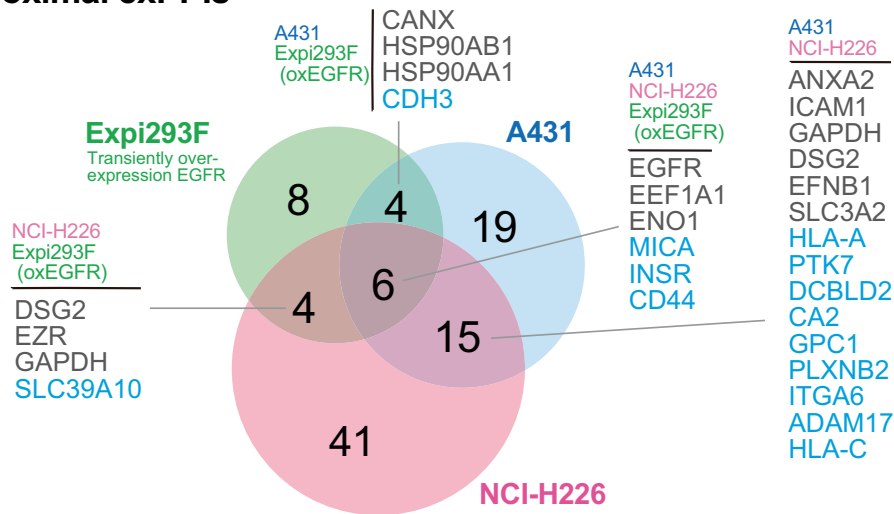 A431
Expi293F
(oxEGFR)
CANX
HSP90AB1
HSP90AA1
CDH3
A431
NCI-H226
Expi293F
(oxEGFR)
EGFR
EEF1A1
ENO1
MICA
INSR
CD44
A431
NCI-H226
ANXA2
ICAM1
GAPDH
DSG2
EFNB1
SLC3A2
HLA-A
PTK7
DCBLD2
CA2
GPC1
PLXNB2
ITGA6
ADAM17
HLA-C
Expi293F
Transiently over-
expression EGFR
A431
8
4
19
6
4
15
41
NCI-H226
NCI-H226
Expi293F
(oxEGFR)
DSG2
EZR
GAPDH
SLC39A10